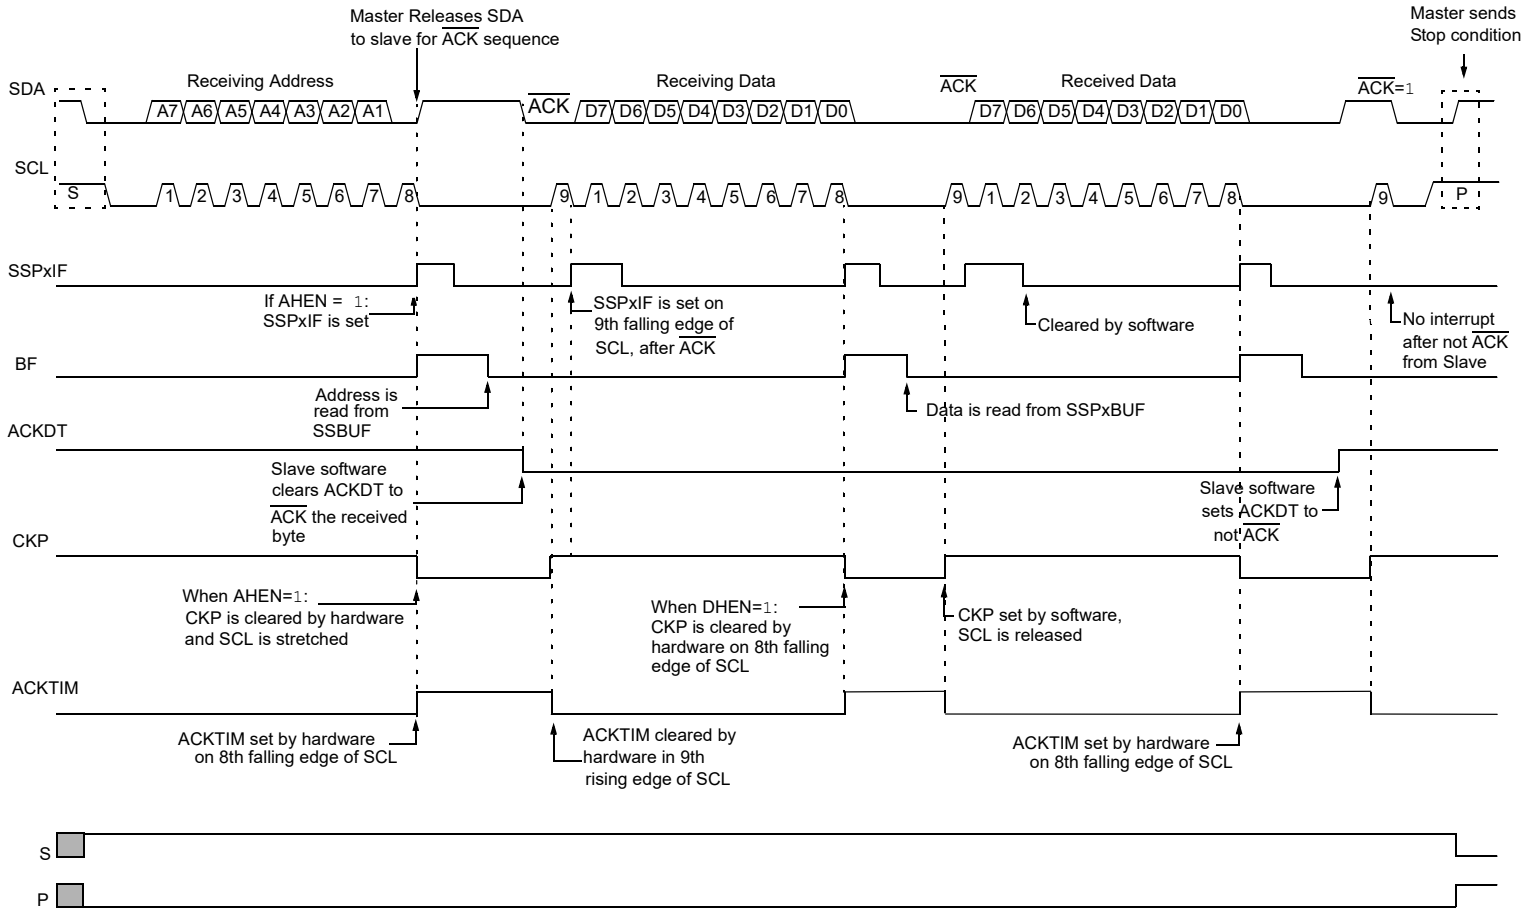 Master Releases SDA
to slave for ACK sequence
Master sends
Stop condition
SDA
Receiving Address
A7 A6 A5 A4 A3 A2 A1
ACK
Receiving Data
D7 D6 D5 D4 D3 D2 D1 D0
ACK
Received Data
D7 D6 D5 D4 D3 D2 D1 D0
ACK=1
SCL
S
1 2 3 4 5 6 7 8
9 1 2 3 4 5 6 7 8
9 1 2 3 4 5 6 7 8
9
P
SSPxIF
If AHEN = 1:
SSPxIF is set
SSPxIF is set on
9th falling edge of
SCL, after ACK
Cleared by software
No interrupt
after not ACK
from Slave
BF
Address is
read from
SSBUF
Data is read from SSPxBUF
ACKDT
Slave software
clears ACKDT to
ACK the received
byte
Slave software
sets ACKDT to
not ACK
CKP
When AHEN=1:
CKP is cleared by hardware
and SCL is stretched
When DHEN=1:
CKP is cleared by
hardware on 8th falling
edge of SCL
CKP set by software,
SCL is released
ACKTIM
ACKTIM set by hardware
on 8th falling edge of SCL
ACKTIM cleared by
hardware in 9th
rising edge of SCL
ACKTIM set by hardware
on 8th falling edge of SCL
S
P